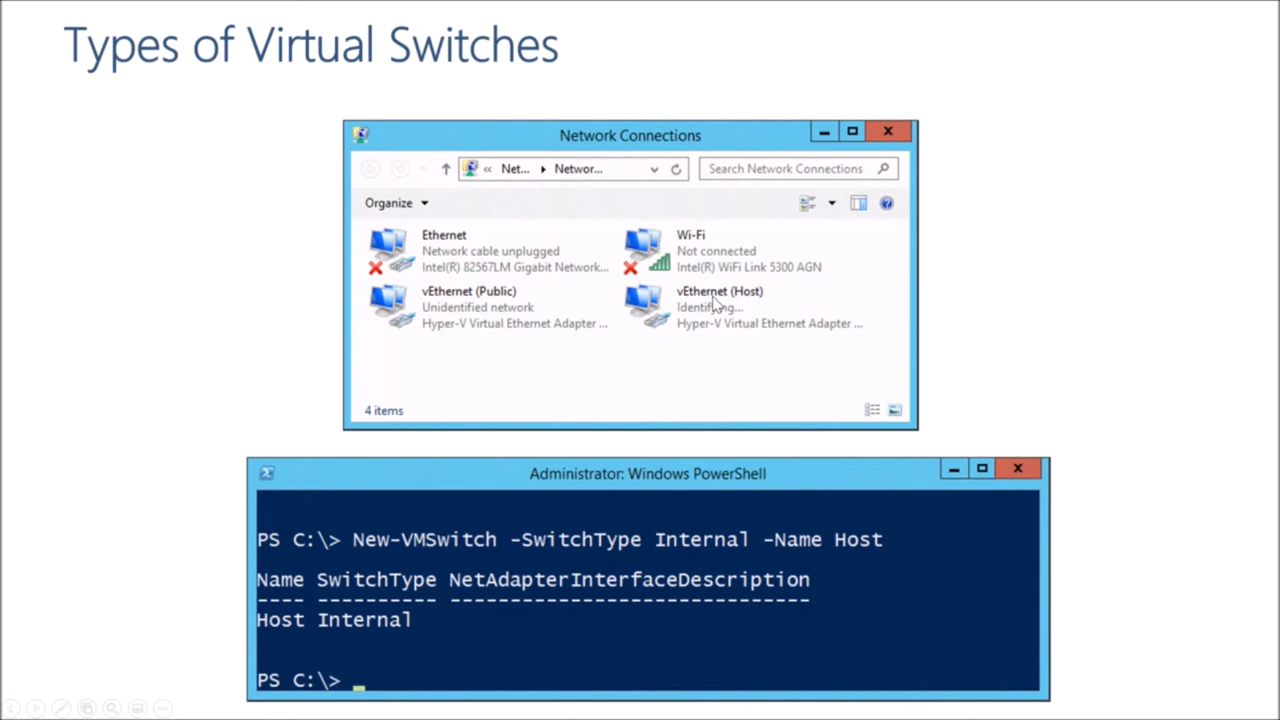 Types of Virtual Switches
Network Connections
« Net... Networ...
Search Network Connections
Organize
Ethernet
Network cable unplugged
Intel(R) 82567LM Gigabit Network...
Wi-Fi
Not connected
Intel(R) WiFi Link 5300 AGN
vEthernet (Public)
Unidentified network
Hyper-V Virtual Ethernet Adapter ...
vEthernet (Host)
Identifying...
Hyper-V Virtual Ethernet Adapter ...
4 items
Administrator: Windows PowerShell
PS C:\> New-VMSwitch -SwitchType Internal -Name Host
Name SwitchType NetAdapterInterfaceDescription
---- ---------- ------------------------------
Host Internal
PS C:\> _